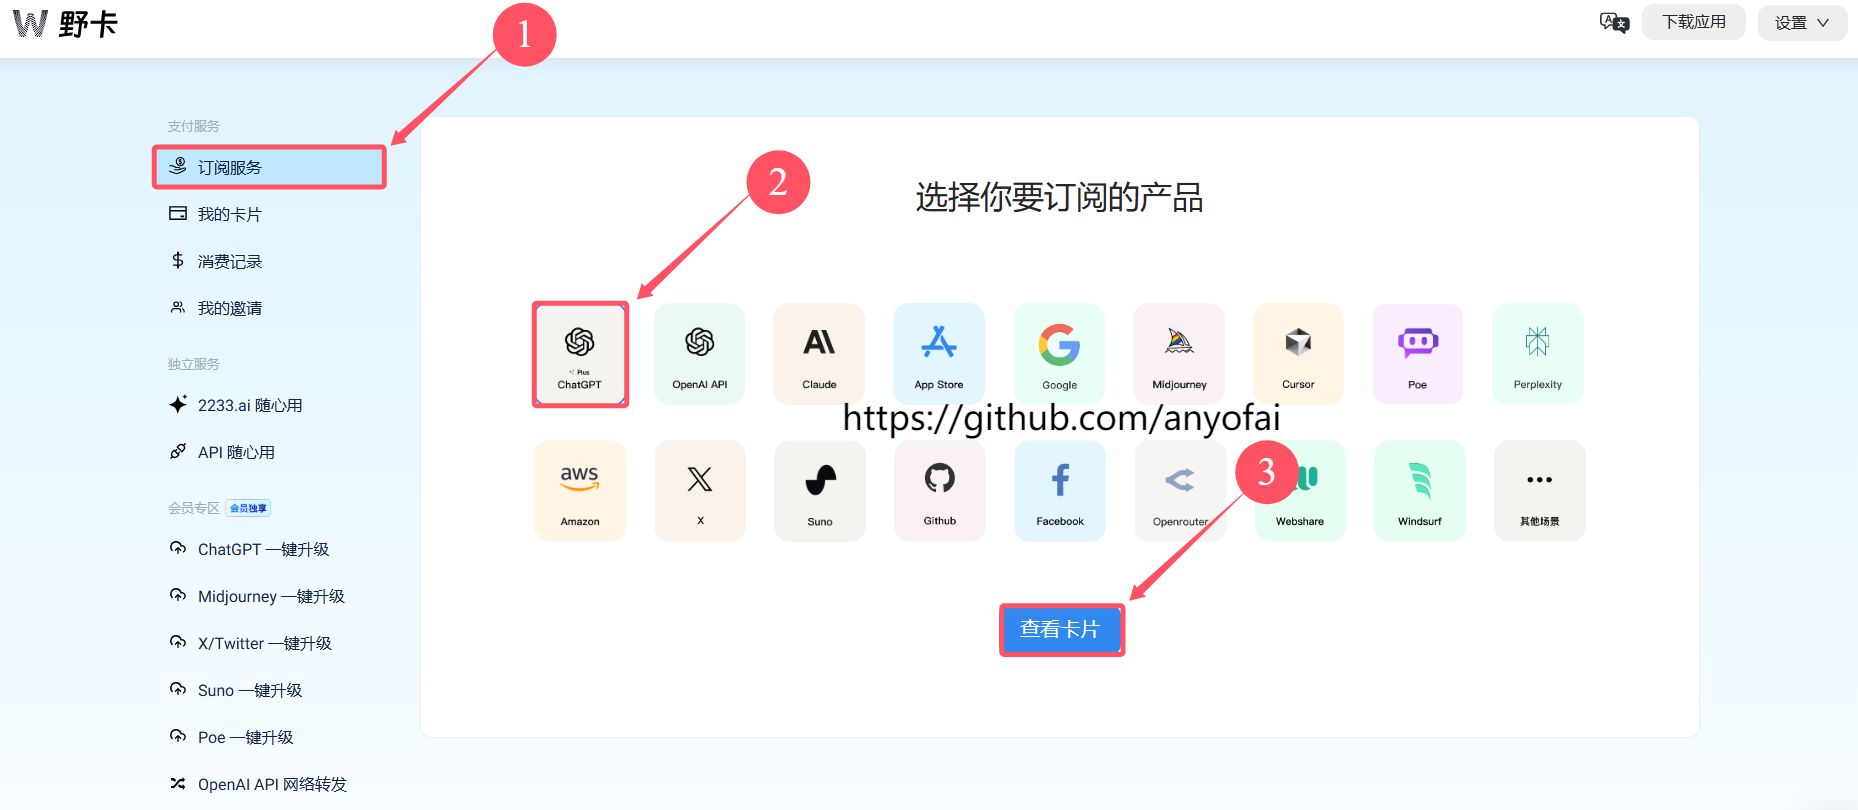 W 野卡
下载应用
设置
1
支付服务
订阅服务
我的卡片
消费记录
我的邀请
独立服务
2233.ai 随心用
API 随心用
会员专区 会员独享
ChatGPT 一键升级
Midjourney 一键升级
X/Twitter 一键升级
Suno 一键升级
Poe 一键升级
OpenAI API 网络转发
2
选择你要订阅的产品
Plus
ChatGPT
OpenAI API
Claude
App Store
Google
Midjourney
Cursor
Poe
Perplexity
https://github.com/anyofai
aws
Amazon
X
Suno
Github
Facebook
Openrouter
3
Webshare
Windsurf
其他场景
查看卡片